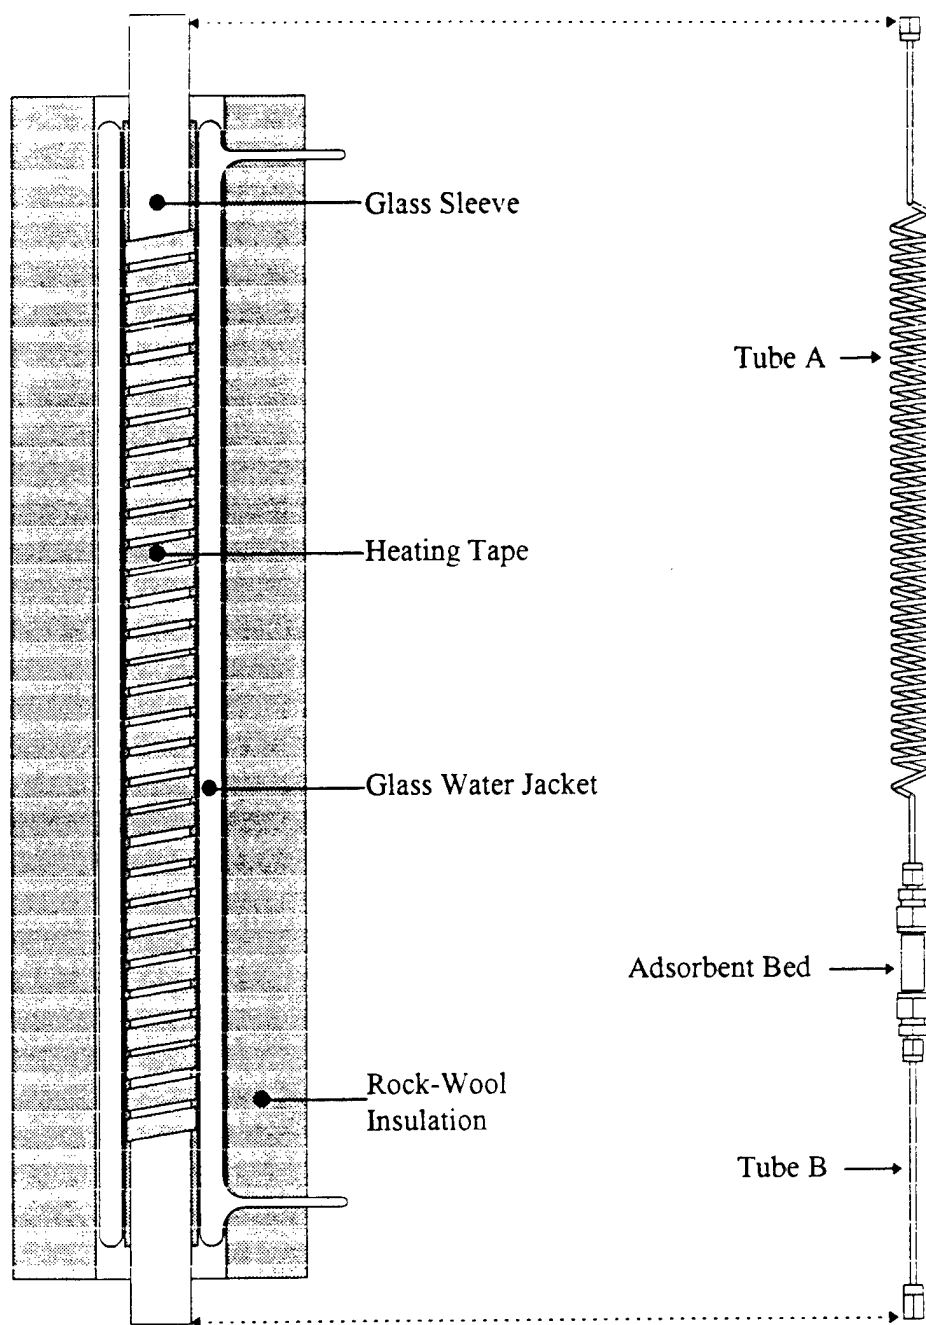 Glass Sleeve
Tube A
Heating Tape
Glass Water Jacket
Adsorbent Bed
Rock-Wool
Insulation
Tube B